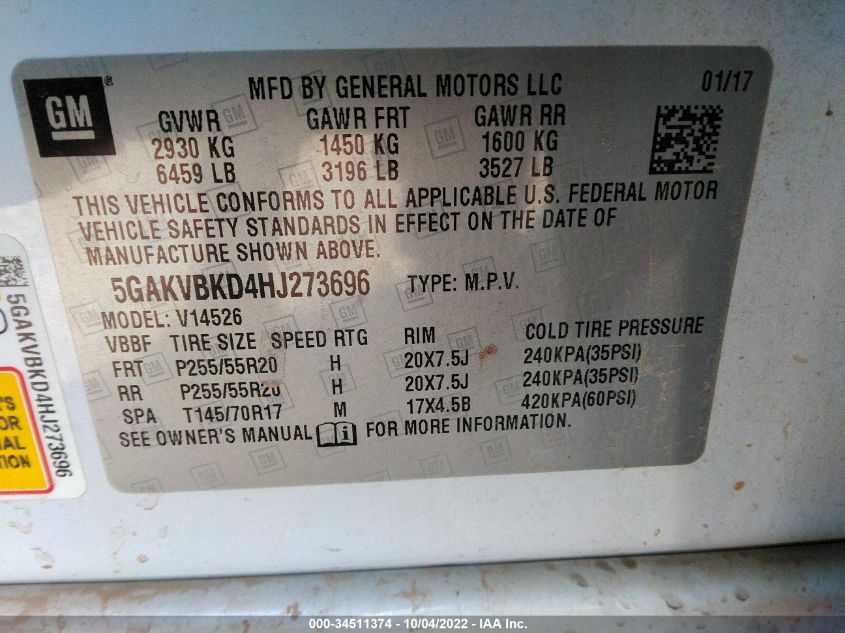 GM
MFD BY GENERAL MOTORS LLC 01/17
GVWR GAWR FRT GAWR RR
2930 KG 1450 KG 1600 KG
6459 LB 3196 LB 3527 LB
THIS VEHICLE CONFORMS TO ALL APPLICABLE U.S. FEDERAL MOTOR
VEHICLE SAFETY STANDARDS IN EFFECT ON THE DATE OF
MANUFACTURE SHOWN ABOVE.
5GAKVBKD4HJ273696 TYPE: M.P.V.
MODEL: V14526
VBBF TIRE SIZE SPEED RTG RIM COLD TIRE PRESSURE
FRT P255/55R20 H 20X7.5J 240KPA(35PSI)
RR P255/55R20 H 20X7.5J 240KPA(35PSI)
SPA T145/70R17 M 17X4.5B 420KPA(60PSI)
SEE OWNER'S MANUAL FOR MORE INFORMATION.
5GAKVBKD4HJ273696
000-34511374 - 10/04/2022 - IAA Inc.